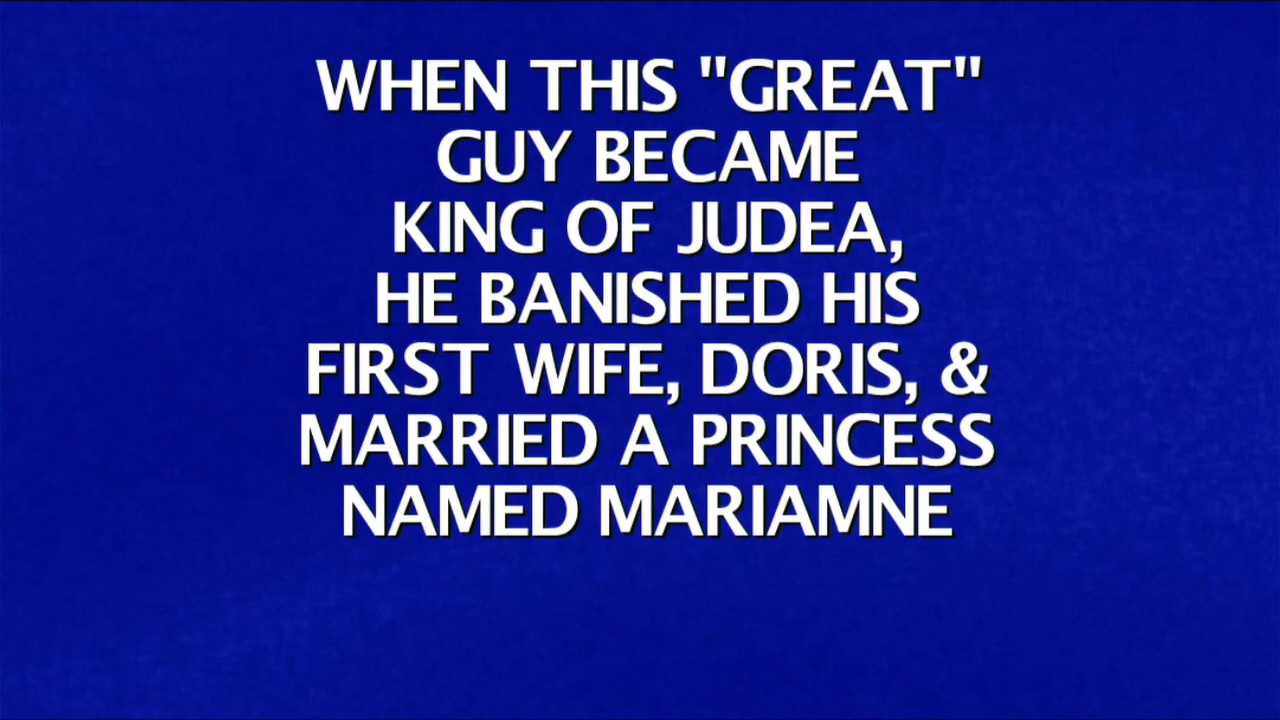 WHEN THIS "GREAT"
GUY BECAME
KING OF JUDEA,
HE BANISHED HIS
FIRST WIFE, DORIS, &
MARRIED A PRINCESS
NAMED MARIAMNE